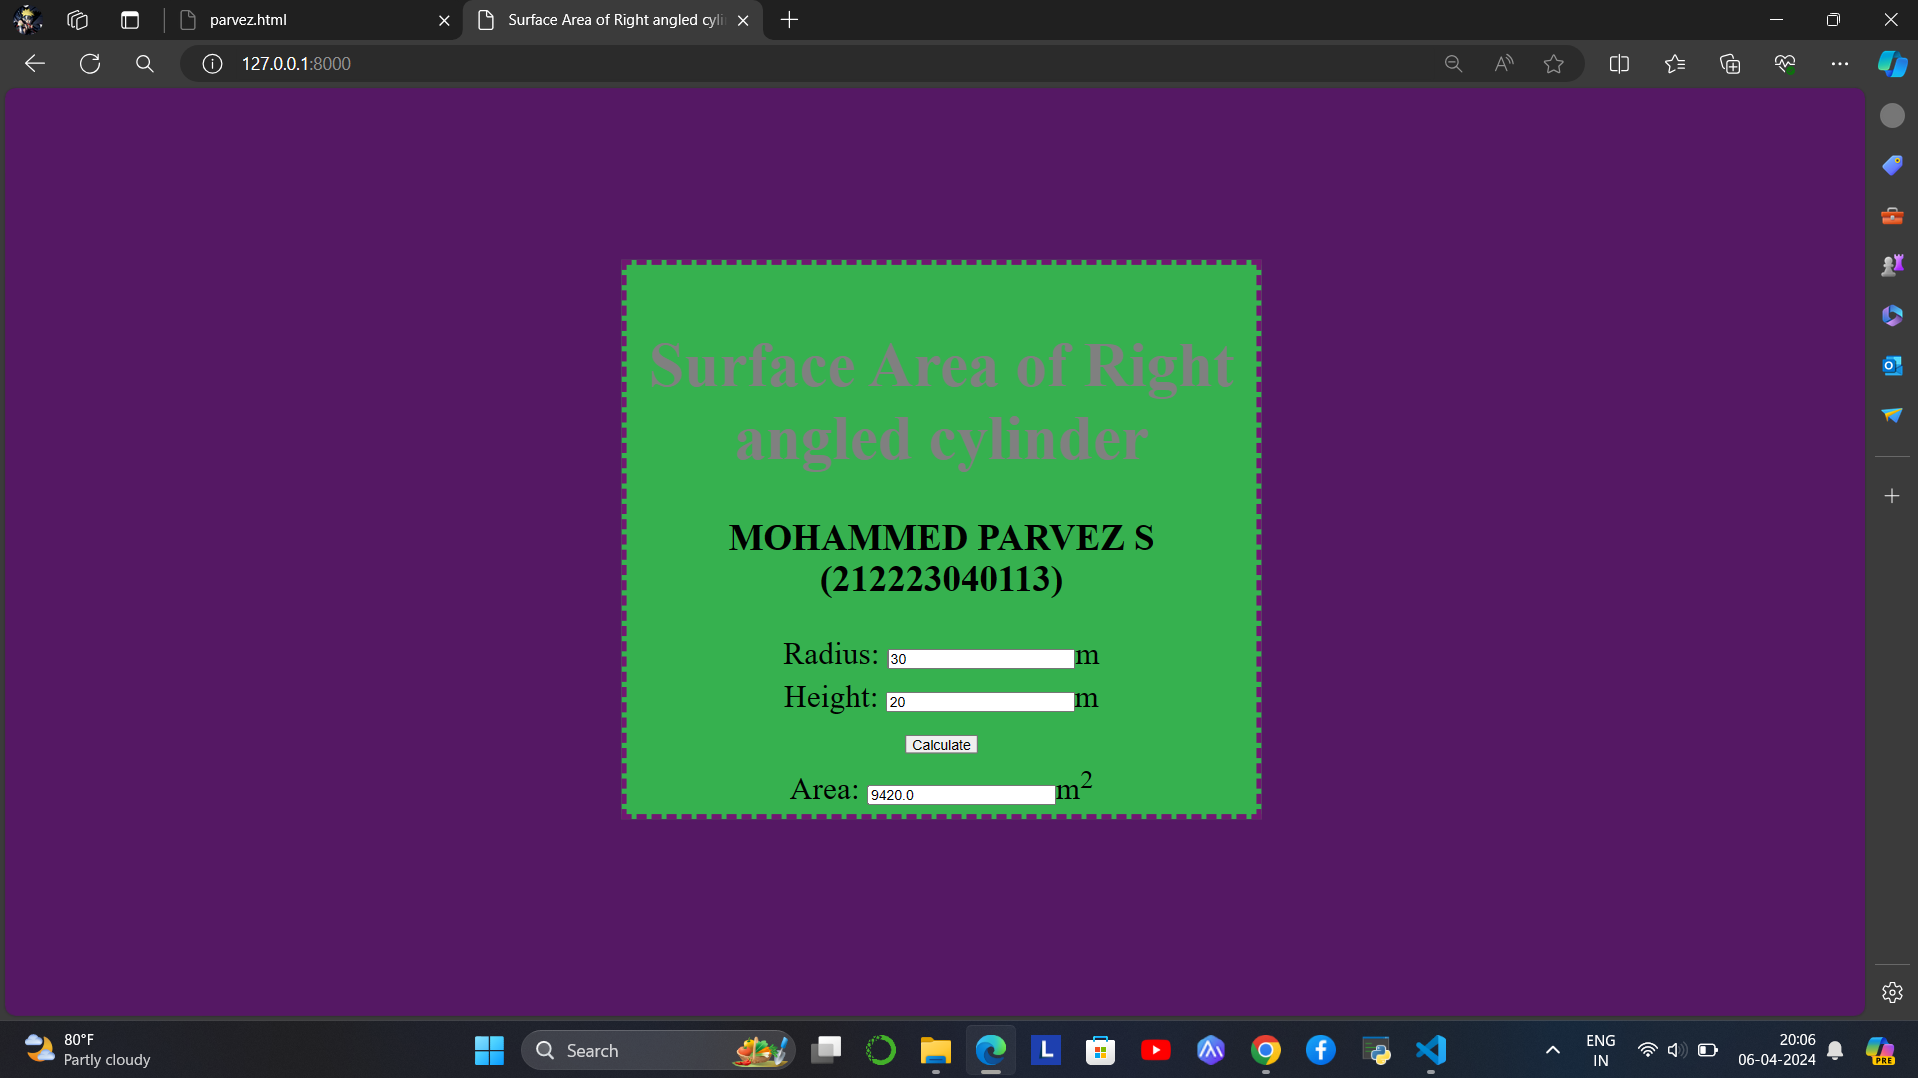 parvez.html
Surface Area of Right angled cyli
127.0.0.1:8000
Surface Area of Right
angled cylinder
MOHAMMED PARVEZ S
(212223040113)
Radius: 30 m
Height: 20 m
Calculate
Area: 9420.0 m2
80°F
Partly cloudy
Search
L
PRE
ENG
IN
20:06
06-04-2024